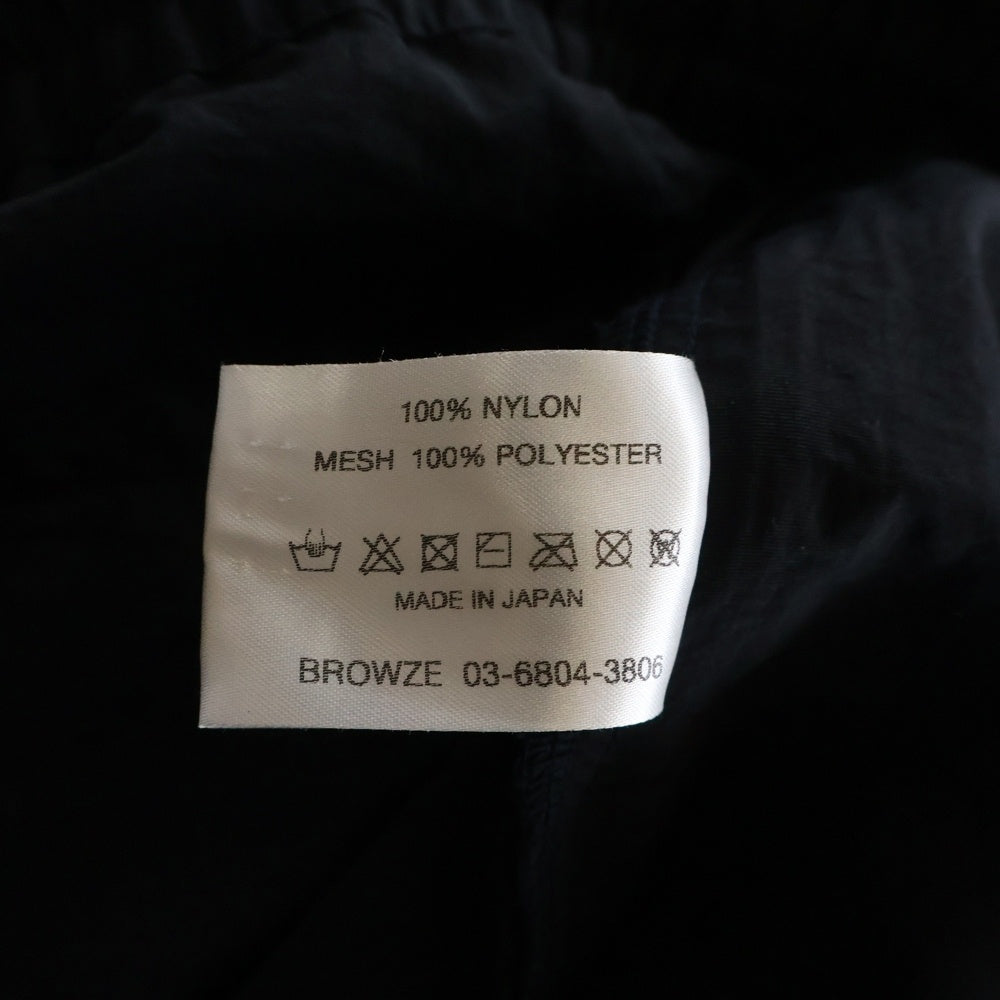 100% NYLON
MESH 100% POLYESTER
MADE IN JAPAN
BROWZE 03-6804-3806